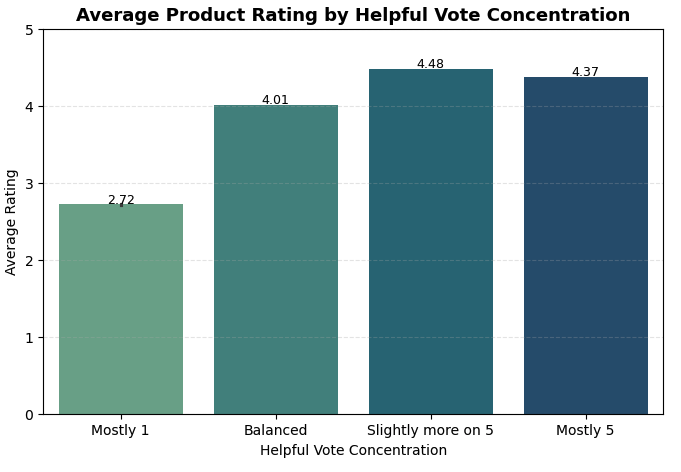 Average Product Rating by Helpful Vote Concentration
5
4
3
2
1
0
Average Rating
2.72
4.01
4.48
4.37
Mostly 1
Balanced
Slightly more on 5
Mostly 5
Helpful Vote Concentration